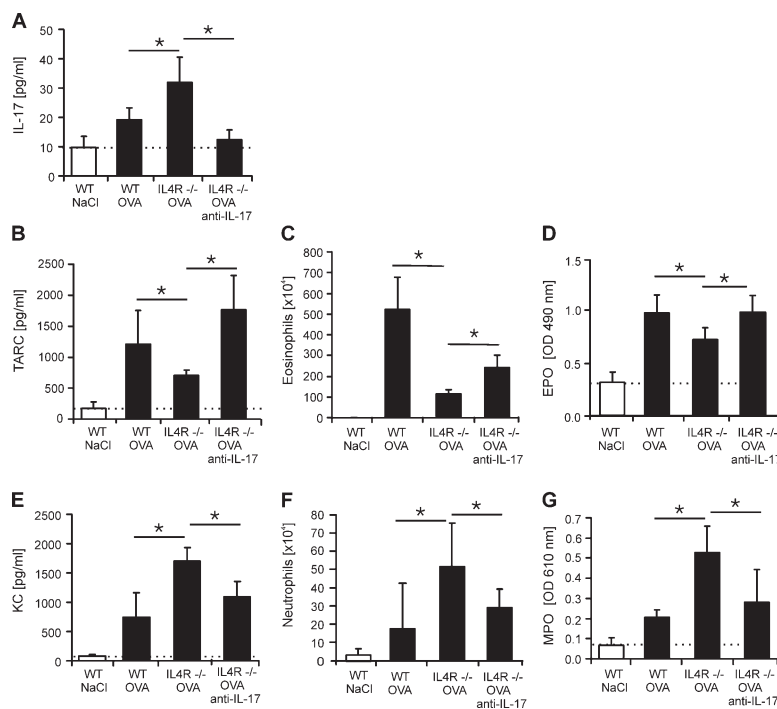 A
IL-17 [pg/ml]
50
40
30
20
10
0
* *
WT NaCl
WT OVA
IL4R -/- OVA
IL4R -/- OVA anti-IL-17
B
TARC [pg/ml]
2500
2000
1500
1000
500
0
* *
WT NaCl
WT OVA
IL4R -/- OVA
IL4R -/- OVA anti-IL-17
C
Eosinophils [x10⁴]
800
700
600
500
400
300
200
100
0
* *
WT NaCl
WT OVA
IL4R -/- OVA
IL4R -/- OVA anti-IL-17
D
EPO [OD 490 nm]
1.5
1.0
0.5
0.0
* *
WT NaCl
WT OVA
IL4R -/- OVA
IL4R -/- OVA anti-IL-17
E
KC [pg/ml]
2500
2000
1500
1000
500
0
* *
WT NaCl
WT OVA
IL4R -/- OVA
IL4R -/- OVA anti-IL-17
F
Neutrophils [x10⁴]
80
70
60
50
40
30
20
10
0
* *
WT NaCl
WT OVA
IL4R -/- OVA
IL4R -/- OVA anti-IL-17
G
MPO [OD 610 nm]
0.7
0.6
0.5
0.4
0.3
0.2
0.1
0.0
* *
WT NaCl
WT OVA
IL4R -/- OVA
IL4R -/- OVA anti-IL-17